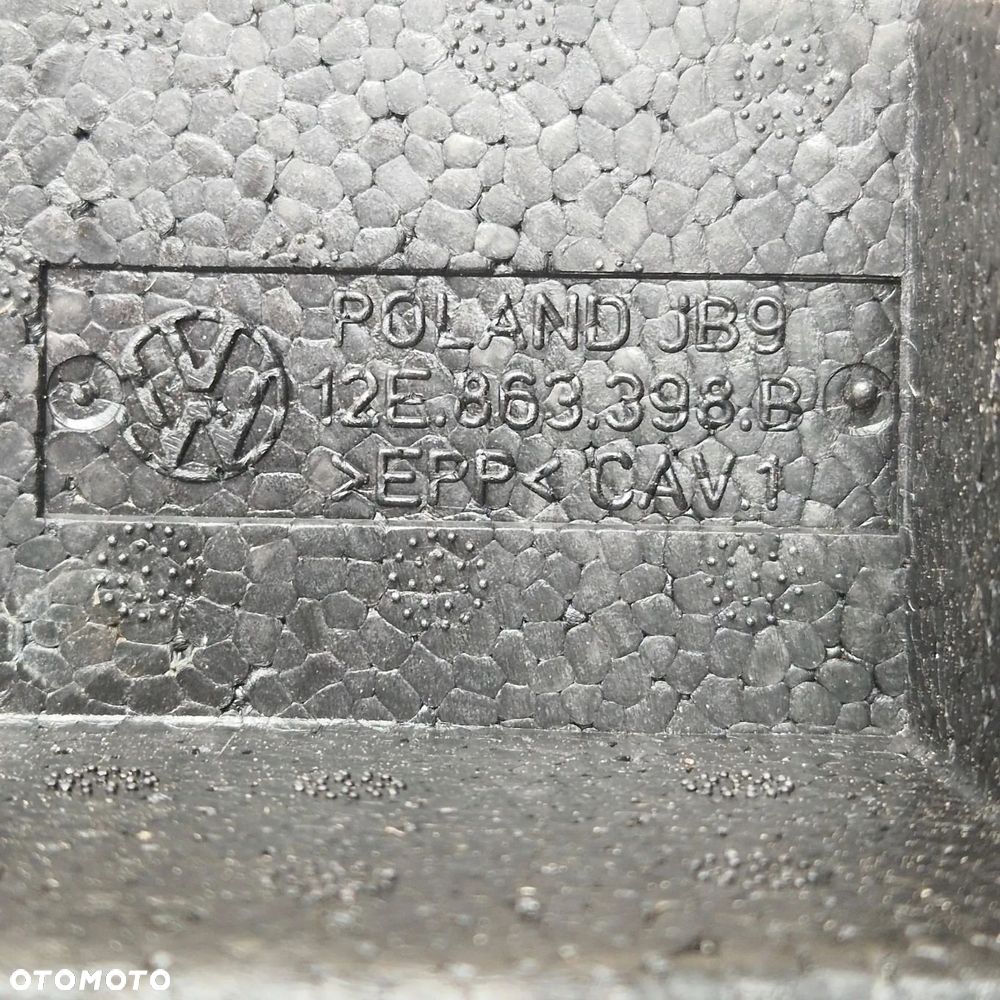 POLAND JB9
12E.863.398.B
>EPP< CAV.1
OTOMOTO